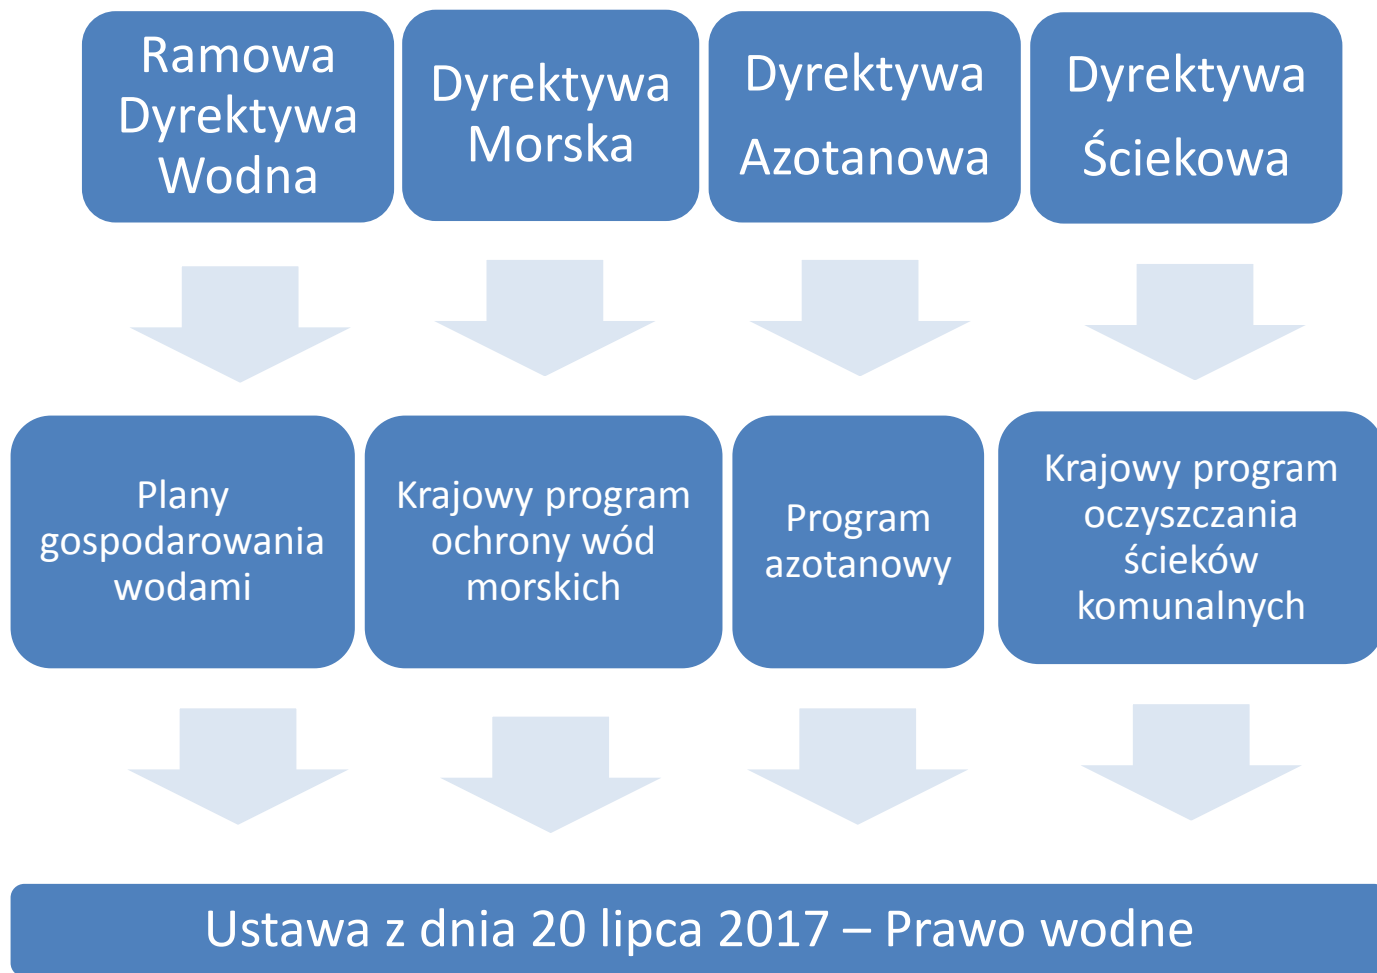 Ramowa
Dyrektywa
Wodna
Dyrektywa
Morska
Dyrektywa
Azotanowa
Dyrektywa
Ściekowa
Plany
gospodarowania
wodami
Krajowy program
ochrony wód
morskich
Program
azotanowy
Krajowy program
oczyszczania
ścieków
komunalnych
Ustawa z dnia 20 lipca 2017 – Prawo wodne